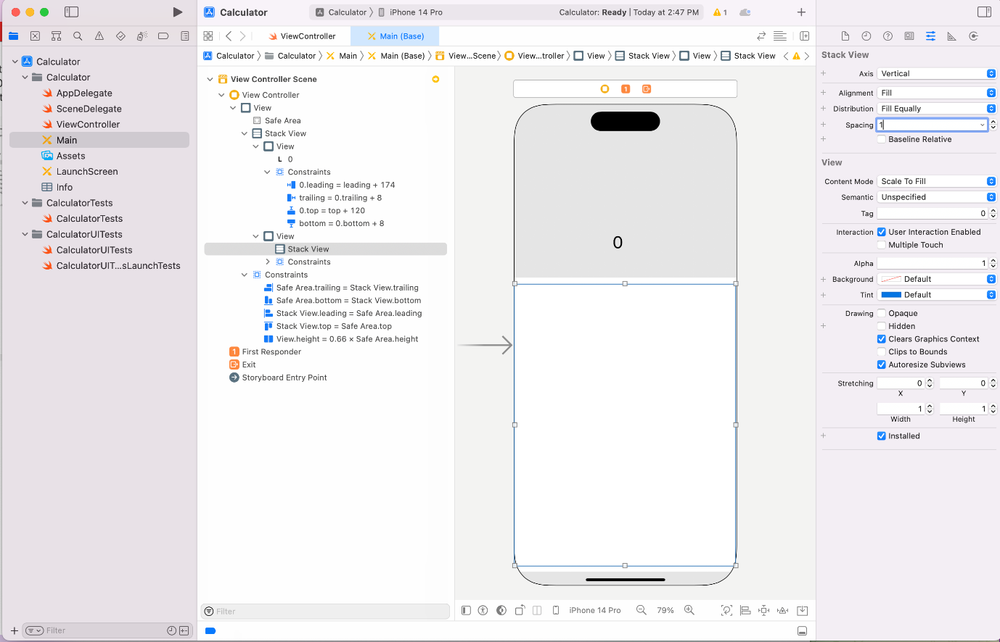 Calculator
Calculator 〉 iPhone 14 Pro
Calculator: Ready | Today at 2:47 PM
1
ViewController
Main (Base)
Calculator 〉 Calculator 〉 Main 〉 Main (Base) 〉 View...Scene 〉 View...troller 〉 View 〉 Stack View 〉 View 〉 Stack View
Calculator
Calculator
AppDelegate
SceneDelegate
ViewController
Main
Assets
LaunchScreen
Info
CalculatorTests
CalculatorTests
CalculatorUITests
CalculatorUITests
CalculatorUIT...sLaunchTests
Filter
View Controller Scene
View Controller
View
Safe Area
Stack View
View
L 0
Constraints
0.leading = leading + 174
trailing = 0.trailing + 8
0.top = top + 120
bottom = 0.bottom + 8
View
Stack View
Constraints
Constraints
Safe Area.trailing = Stack View.trailing
Safe Area.bottom = Stack View.bottom
Stack View.leading = Safe Area.leading
Stack View.top = Safe Area.top
View.height = 0.66 × Safe Area.height
1 First Responder
Exit
Storyboard Entry Point
Filter
1
0
iPhone 14 Pro
79%
Stack View
Axis Vertical
Alignment Fill
Distribution Fill Equally
Spacing 1
Baseline Relative
View
Content Mode Scale To Fill
Semantic Unspecified
Tag 0
Interaction User Interaction Enabled
Multiple Touch
Alpha 1
Background Default
Tint Default
Drawing Opaque
Hidden
Clears Graphics Context
Clips to Bounds
Autoresize Subviews
Stretching 0 0
X Y
1 1
Width Height
Installed